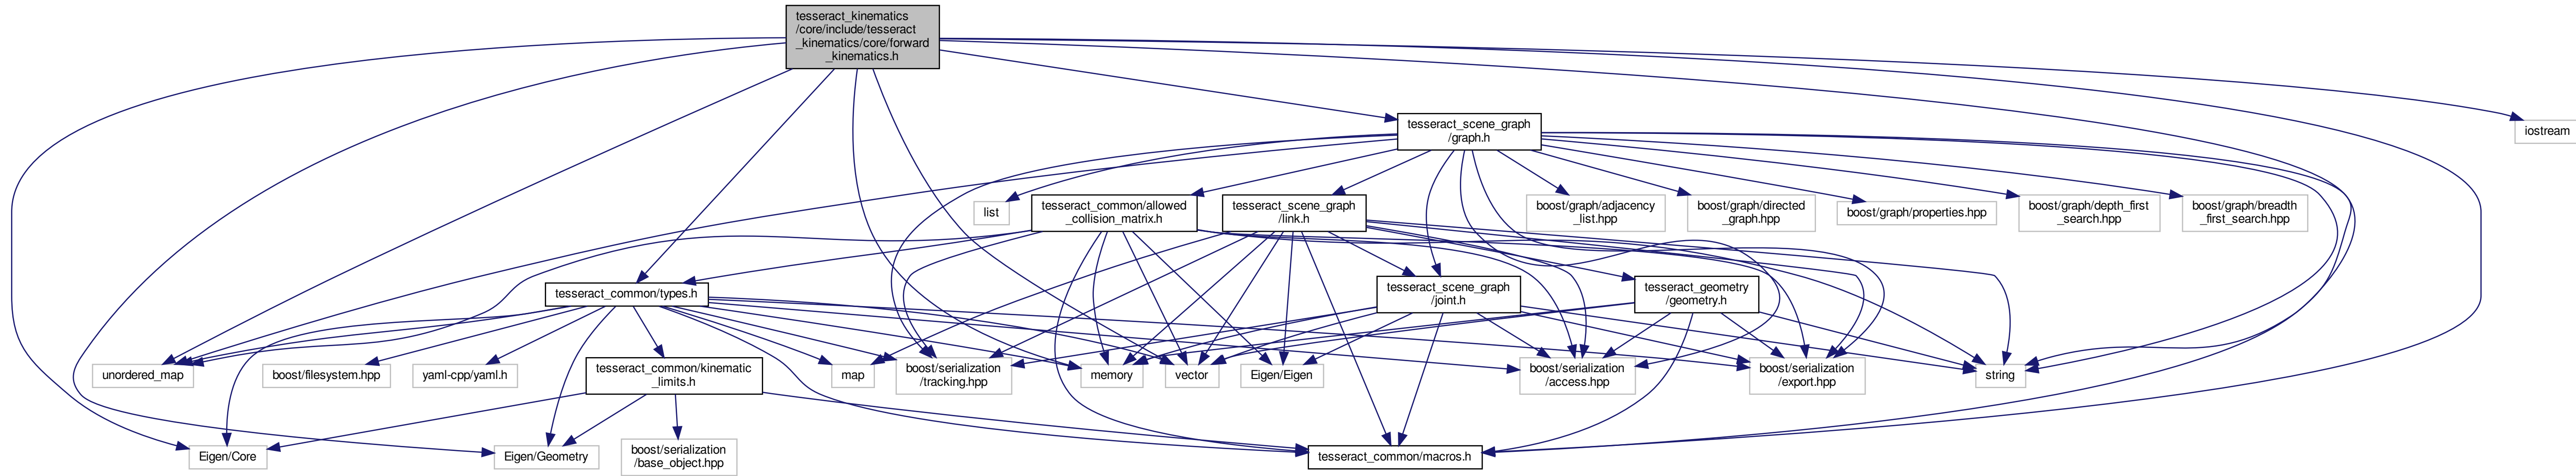 tesseract_kinematics
/core/include/tesseract
_kinematics/core/forward
_kinematics.h
tesseract_scene_graph
/graph.h
iostream
list
tesseract_common/allowed
_collision_matrix.h
tesseract_scene_graph
/link.h
boost/graph/adjacency
_list.hpp
boost/graph/directed
_graph.hpp
boost/graph/properties.hpp
boost/graph/depth_first
_search.hpp
boost/graph/breadth
_first_search.hpp
tesseract_common/types.h
tesseract_scene_graph
/joint.h
tesseract_geometry
/geometry.h
unordered_map
boost/filesystem.hpp
yaml-cpp/yaml.h
tesseract_common/kinematic
_limits.h
map
boost/serialization
/tracking.hpp
memory
vector
Eigen/Eigen
boost/serialization
/access.hpp
boost/serialization
/export.hpp
string
Eigen/Core
Eigen/Geometry
boost/serialization
/base_object.hpp
tesseract_common/macros.h